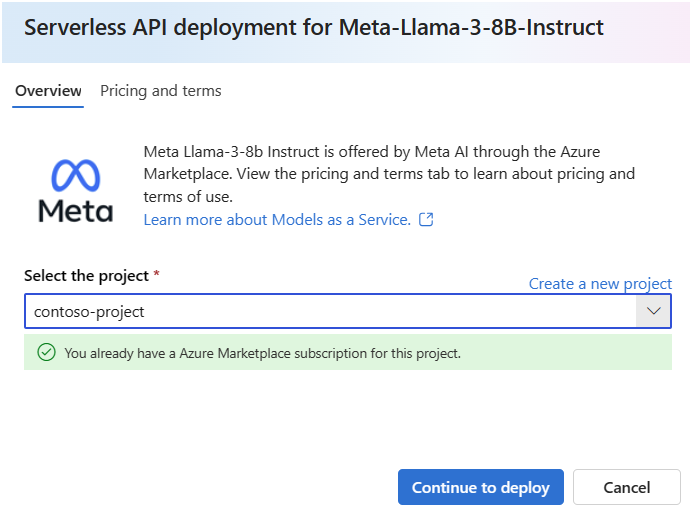 Serverless API deployment for Meta-Llama-3-8B-Instruct
Overview Pricing and terms
Meta Llama-3-8b Instruct is offered by Meta AI through the Azure
Marketplace. View the pricing and terms tab to learn about pricing and
terms of use.
Learn more about Models as a Service.
Meta
Select the project *
Create a new project
contoso-project
You already have a Azure Marketplace subscription for this project.
Continue to deploy
Cancel